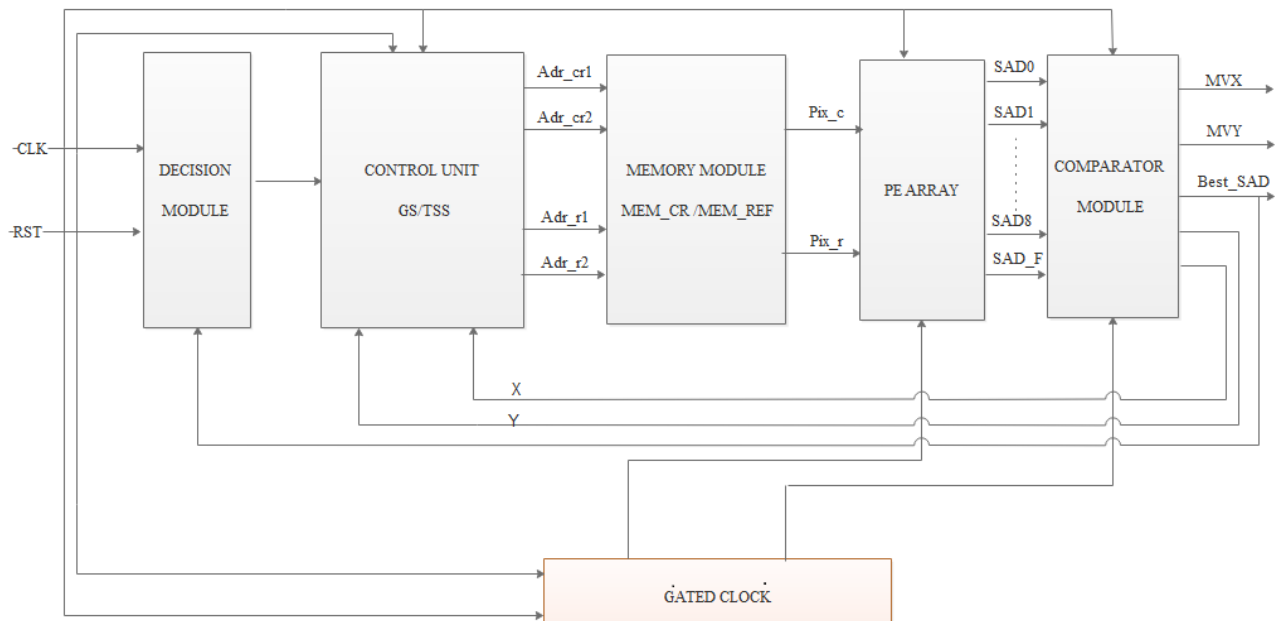 Adr_cr1
SAD0
MVX
Adr_cr2
Pix_c
SAD1
MVY
CLK
DECISION
MODULE
CONTROL UNIT
GS/TSS
MEMORY MODULE
MEM_CR /MEM_REF
PE ARRAY
COMPARATOR
MODULE
Best_SAD
RST
Adr_r1
Pix_r
SAD8
Adr_r2
SAD_F
X
Y
GATED CLOCK